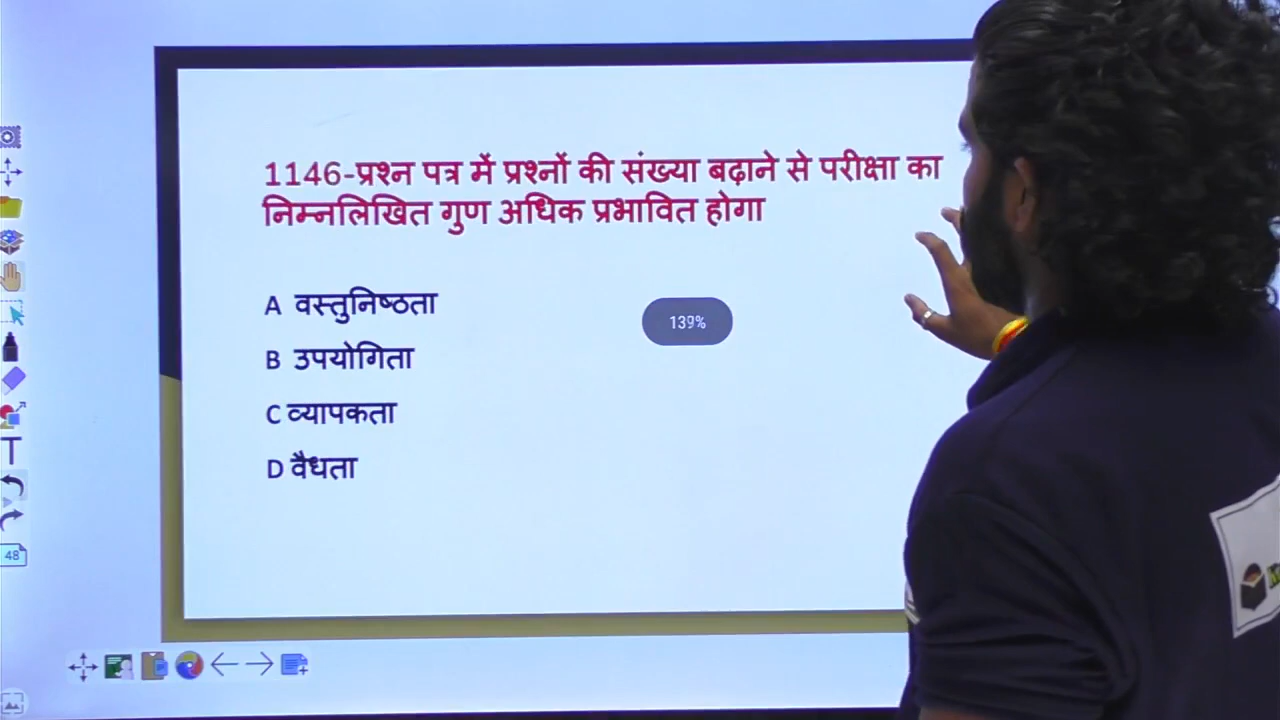 1146-प्रश्न पत्र में प्रश्नों की संख्या बढ़ाने से परीक्षा का
निम्नलिखित गुण अधिक प्रभावित होगा
A वस्तुनिष्ठता
139%
B उपयोगिता
C व्यापकता
D वैधता
T
48